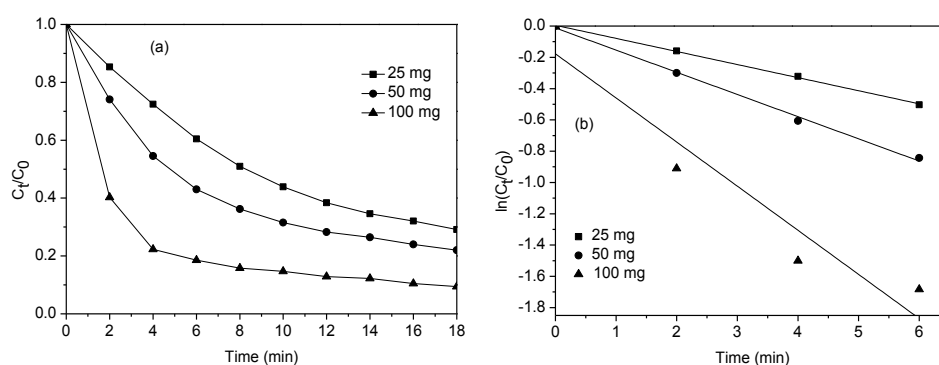 (a)
25 mg
50 mg
100 mg
1.0
0.8
0.6
0.4
0.2
0.0
0 2 4 6 8 10 12 14 16 18
Time (min)
Ct/C0
(b)
25 mg
50 mg
100 mg
0.0
-0.2
-0.4
-0.6
-0.8
-1.0
-1.2
-1.4
-1.6
-1.8
0 1 2 3 4 5 6
Time (min)
ln(Ct/C0)